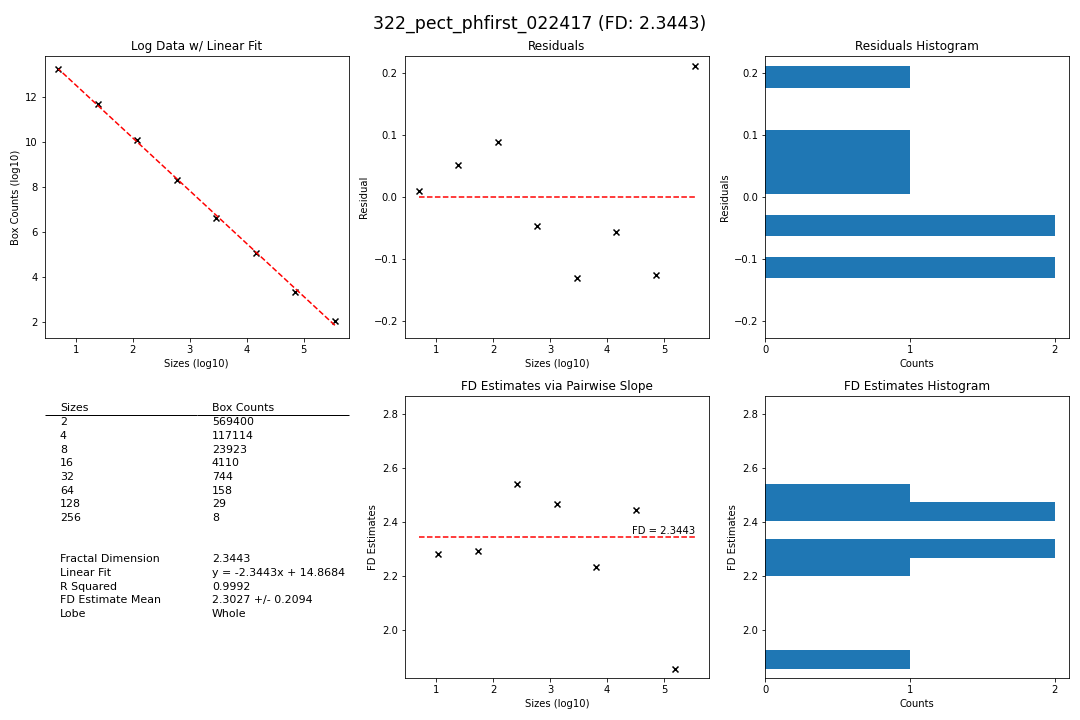 322_pect_phfirst_022417 (FD: 2.3443)
Log Data w/ Linear Fit
12
10
8
6
4
2
1 2 3 4 5
Box Counts (log10)
Sizes (log10)
Residuals
0.2
0.1
0.0
−0.1
−0.2
1 2 3 4 5
Residual
Sizes (log10)
Residuals Histogram
0.2
0.1
0.0
−0.1
−0.2
0 1 2
Residuals
Counts
Sizes Box Counts
2 569400
4 117114
8 23923
16 4110
32 744
64 158
128 29
256 8
Fractal Dimension 2.3443
Linear Fit y = -2.3443x + 14.8684
R Squared 0.9992
FD Estimate Mean 2.3027 +/- 0.2094
Lobe Whole
FD Estimates via Pairwise Slope
2.8
2.6
2.4
2.2
2.0
FD = 2.3443
1 2 3 4 5
FD Estimates
Sizes (log10)
FD Estimates Histogram
2.8
2.6
2.4
2.2
2.0
0 1 2
FD Estimates
Counts